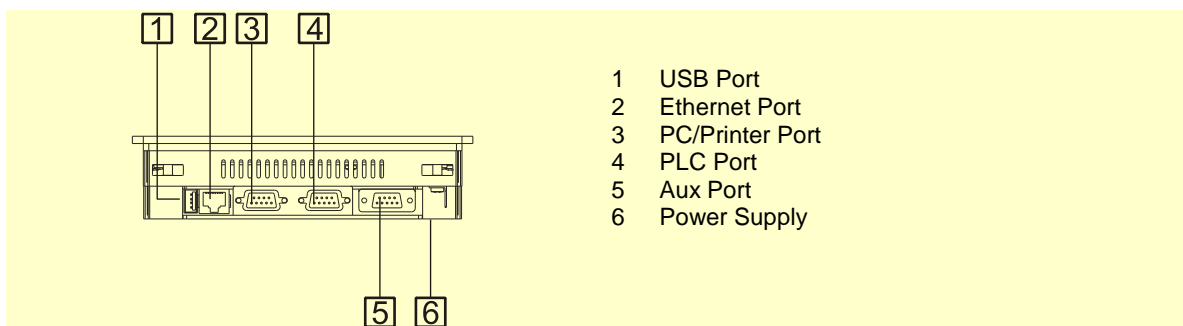 1 2 3 4
1 USB Port
2 Ethernet Port
3 PC/Printer Port
4 PLC Port
5 Aux Port
6 Power Supply
5 6